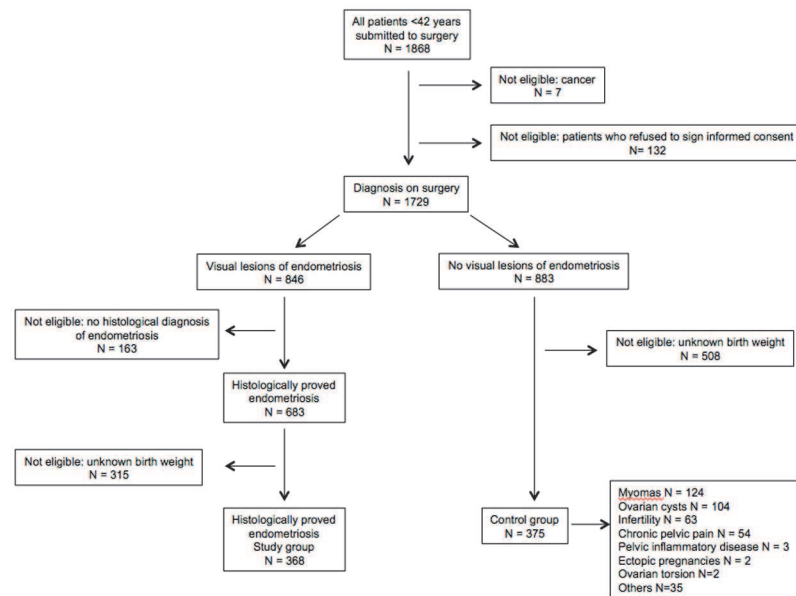 All patients <42 years
submitted to surgery
N = 1868
Not eligible: cancer
N = 7
Not eligible: patients who refused to sign informed consent
N= 132
Diagnosis on surgery
N = 1729
Visual lesions of endometriosis
N = 846
No visual lesions of endometriosis
N = 883
Not eligible: no histological diagnosis
of endometriosis
N = 163
Not eligible: unknown birth weight
N = 508
Histologically proved
endometriosis
N = 683
Not eligible: unknown birth weight
N = 315
Histologically proved
endometriosis
Study group
N = 368
Control group
N = 375
Myomas N = 124
Ovarian cysts N = 104
Infertility N = 63
Chronic pelvic pain N = 54
Pelvic inflammatory disease N = 3
Ectopic pregnancies N = 2
Ovarian torsion N=2
Others N=35